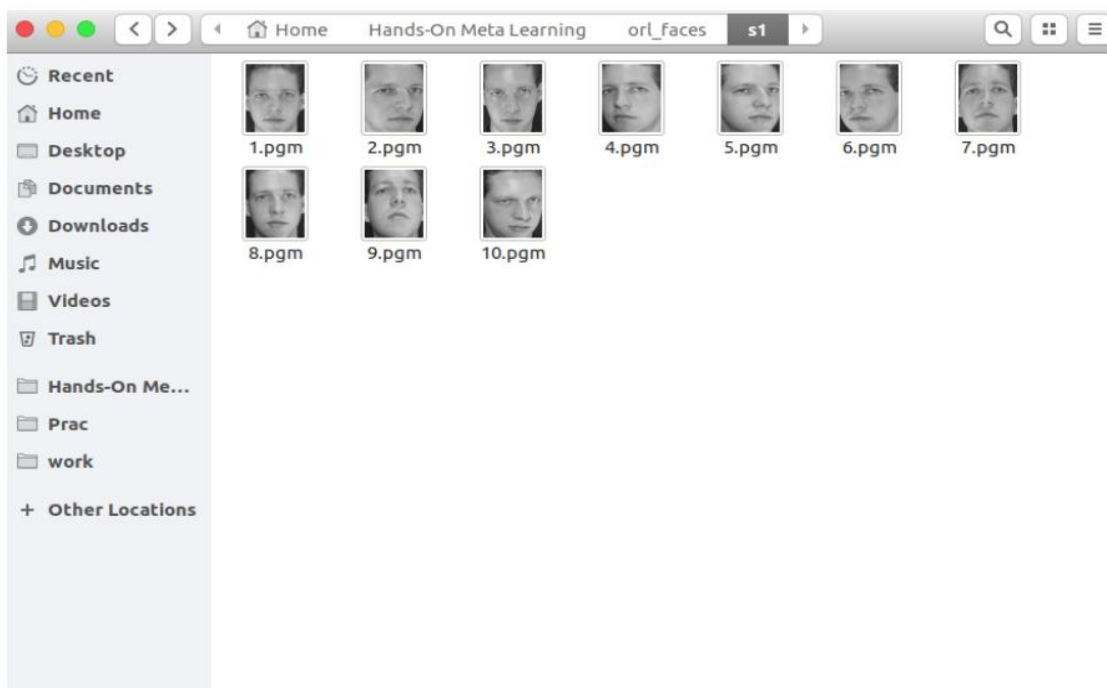 Home Hands-On Meta Learning orl_faces s1
Recent
Home
Desktop
Documents
Downloads
Music
Videos
Trash
Hands-On Me...
Prac
work
+ Other Locations
1.pgm 2.pgm 3.pgm 4.pgm 5.pgm 6.pgm 7.pgm
8.pgm 9.pgm 10.pgm